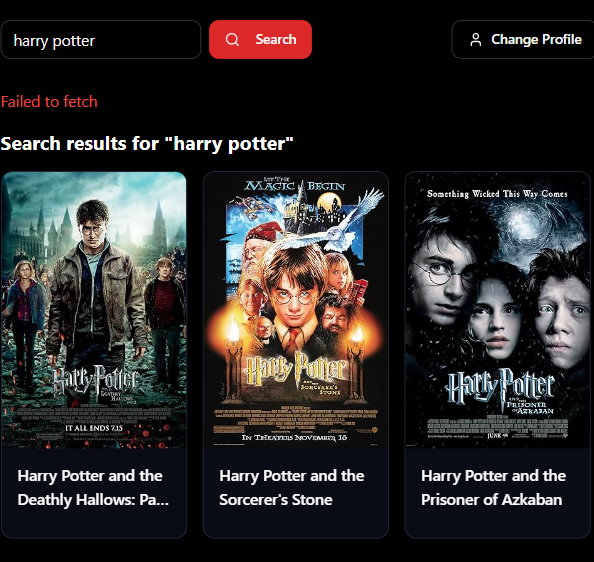 harry potter
Search
Change Profile
Failed to fetch
Search results for "harry potter"
Harry Potter
AND THE
DEATHLY
HALLOWS
IT ALL ENDS 7.15
LET THE
MAGIC BEGIN
Harry Potter
AND THE
SORCERER'S
STONE
IN THEATERS NOVEMBER 16
Something Wicked This Way Comes
Harry Potter
AND THE
PRISONER
OF AZKABAN
JUNE
Harry Potter and the
Deathly Hallows: Pa...
Harry Potter and the
Sorcerer's Stone
Harry Potter and the
Prisoner of Azkaban